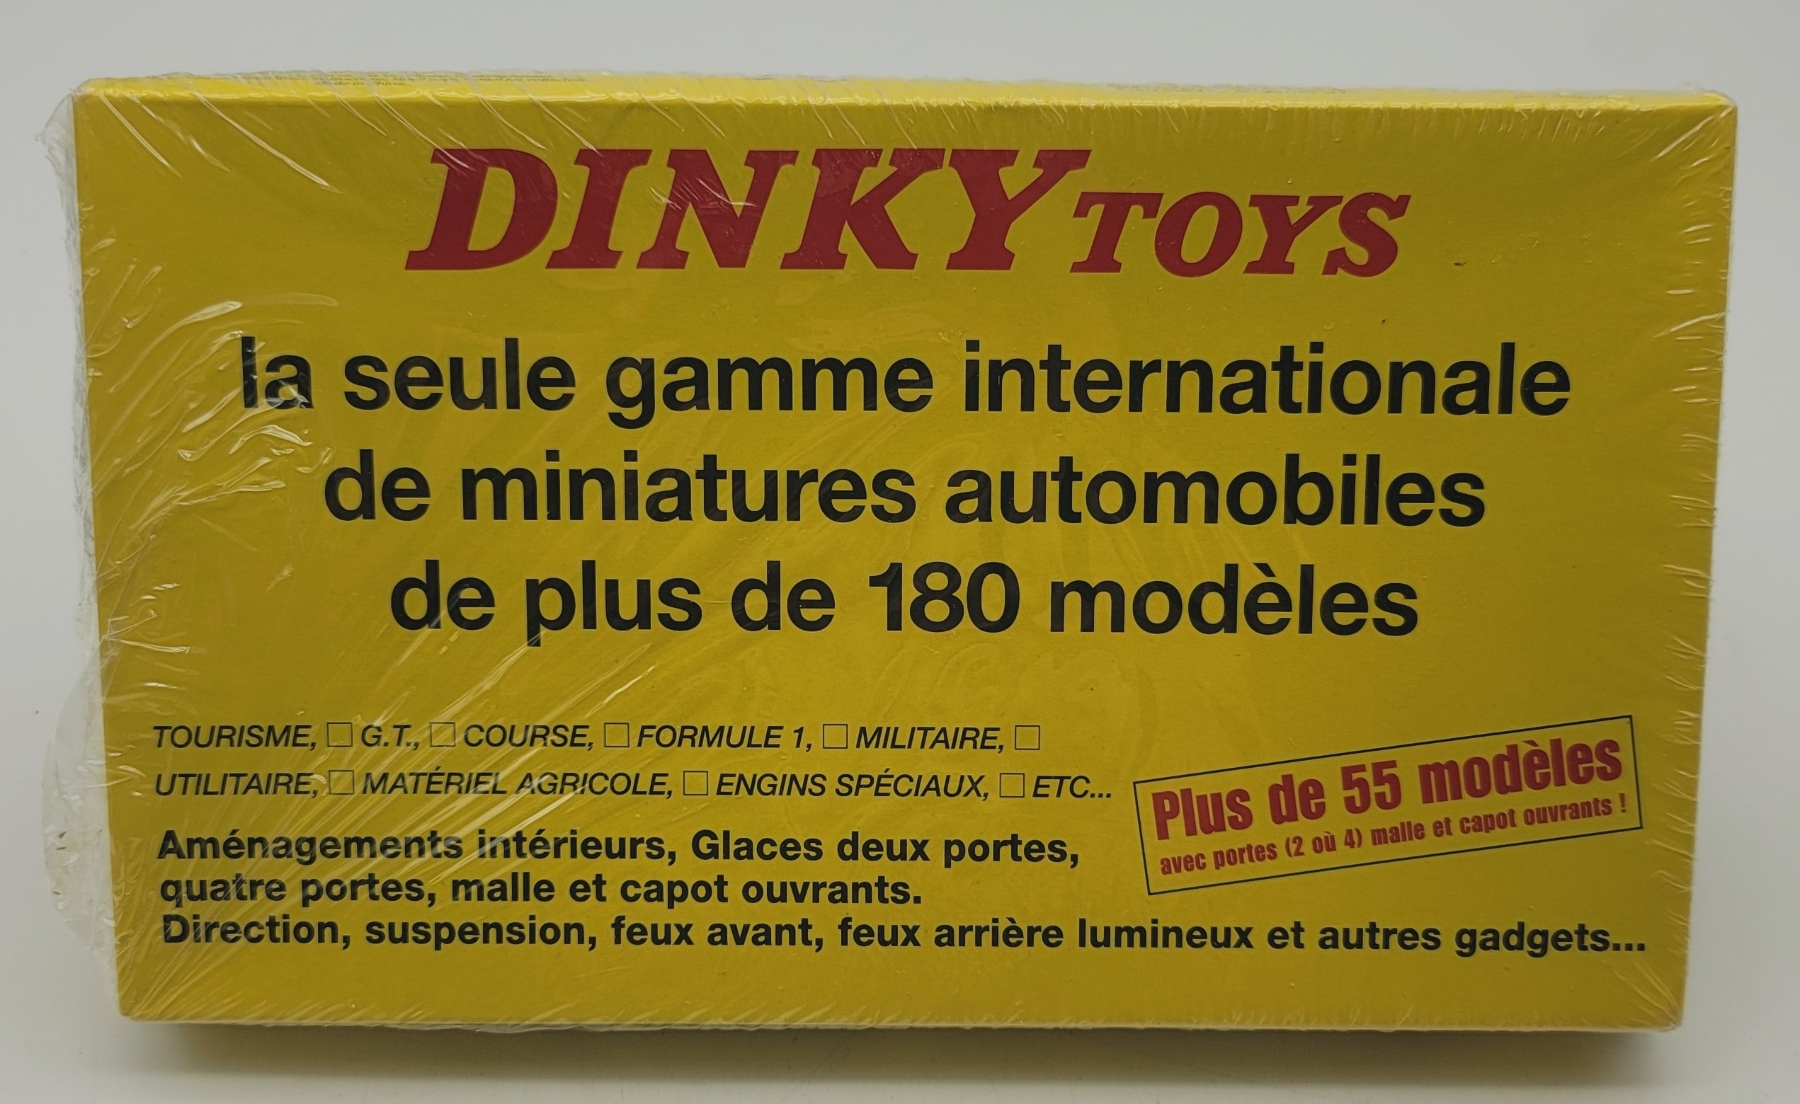 DINKY TOYS
la seule gamme internationale
de miniatures automobiles
de plus de 180 modèles
TOURISME, □ G.T., □ COURSE, □ FORMULE 1, □ MILITAIRE, □
UTILITAIRE, □ MATÉRIEL AGRICOLE, □ ENGINS SPÉCIAUX, □ ETC...
Plus de 55 modèles
avec portes (2 où 4) malle et capot ouvrants !
Aménagements intérieurs, Glaces deux portes,
quatre portes, malle et capot ouvrants.
Direction, suspension, feux avant, feux arrière lumineux et autres gadgets...